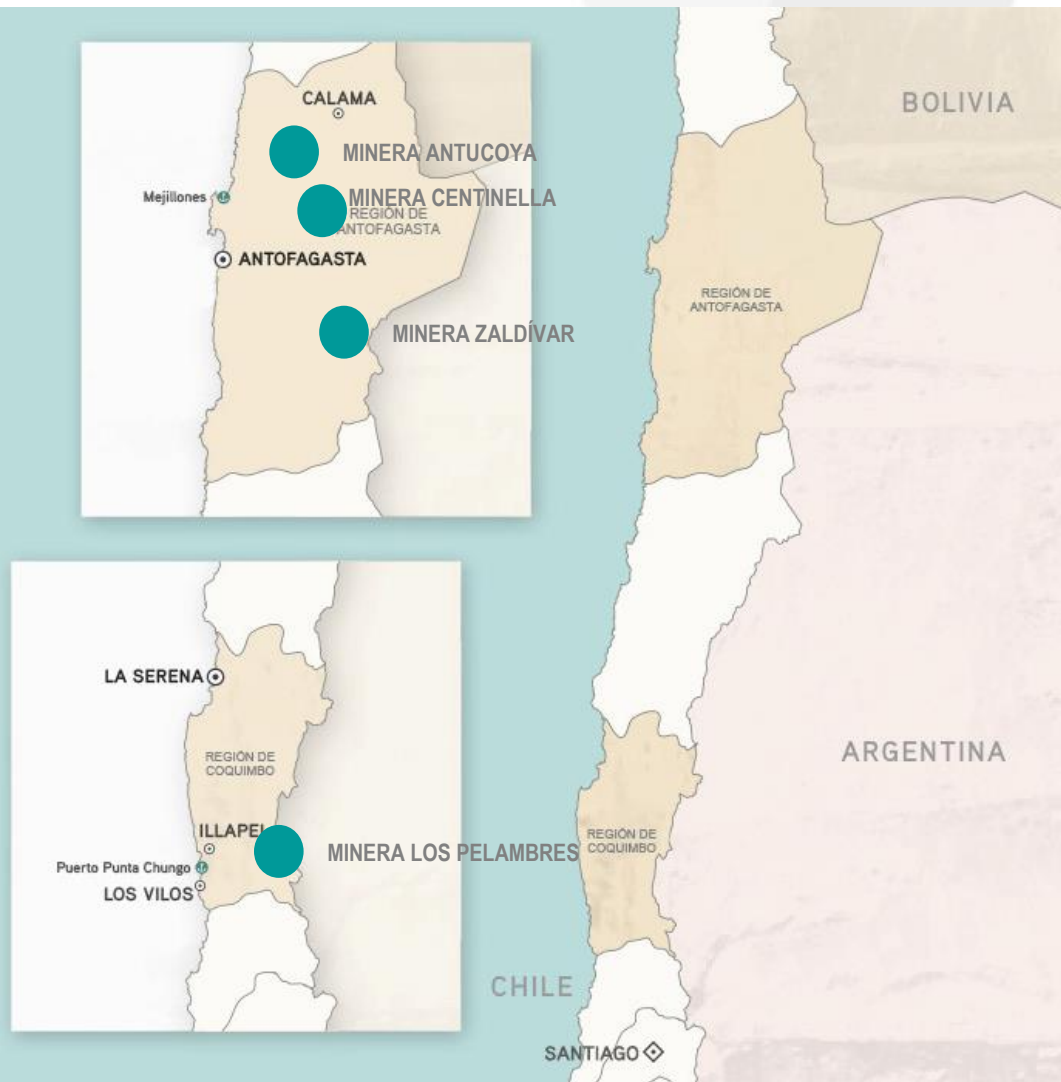 CALAMA
MINERA ANTUCOYA
Mejillones
MINERA CENTINELLA
REGIÓN DE
ANTOFAGASTA
ANTOFAGASTA
MINERA ZALDÍVAR
LA SERENA
REGIÓN DE
COQUIMBO
ILLAPEL
MINERA LOS PELAMBRES
Puerto Punta Chungo
LOS VILOS
BOLIVIA
REGIÓN DE
ANTOFAGASTA
ARGENTINA
REGIÓN DE
COQUIMBO
CHILE
SANTIAGO